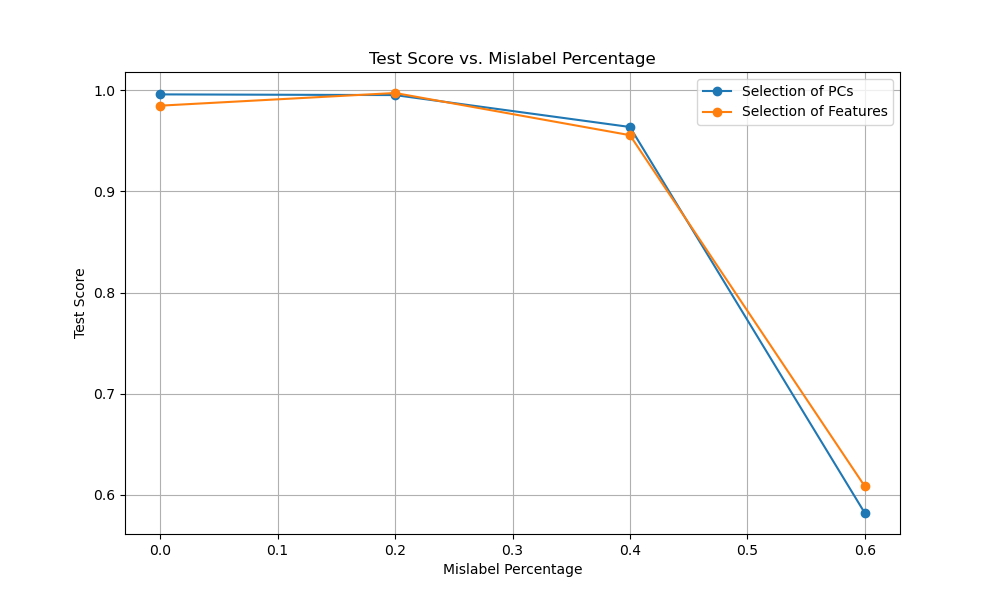 Test Score vs. Mislabel Percentage
Selection of PCs
Selection of Features
Test Score
1.0
0.9
0.8
0.7
0.6
0.0 0.1 0.2 0.3 0.4 0.5 0.6
Mislabel Percentage